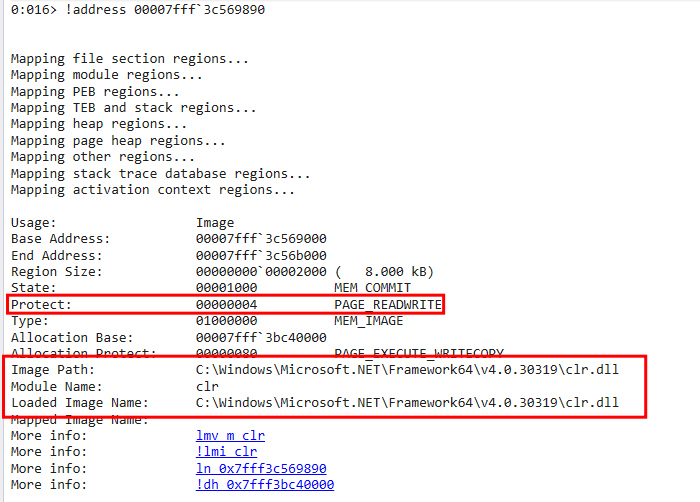 0:016> !address 00007fff`3c569890
Mapping file section regions...
Mapping module regions...
Mapping PEB regions...
Mapping TEB and stack regions...
Mapping heap regions...
Mapping page heap regions...
Mapping other regions...
Mapping stack trace database regions...
Mapping activation context regions...
Usage: Image
Base Address: 00007fff`3c569000
End Address: 00007fff`3c56b000
Region Size: 00000000`00002000 ( 8.000 kB)
State: 00001000 MEM_COMMIT
Protect: 00000004 PAGE_READWRITE
Type: 01000000 MEM_IMAGE
Allocation Base: 00007fff`3bc40000
Allocation Protect: 00000080 PAGE_EXECUTE_WRITECOPY
Image Path: C:\Windows\Microsoft.NET\Framework64\v4.0.30319\clr.dll
Module Name: clr
Loaded Image Name: C:\Windows\Microsoft.NET\Framework64\v4.0.30319\clr.dll
Mapped Image Name:
More info: lmv m clr
More info: !lmi clr
More info: ln 0x7fff3c569890
More info: !dh 0x7fff3bc40000